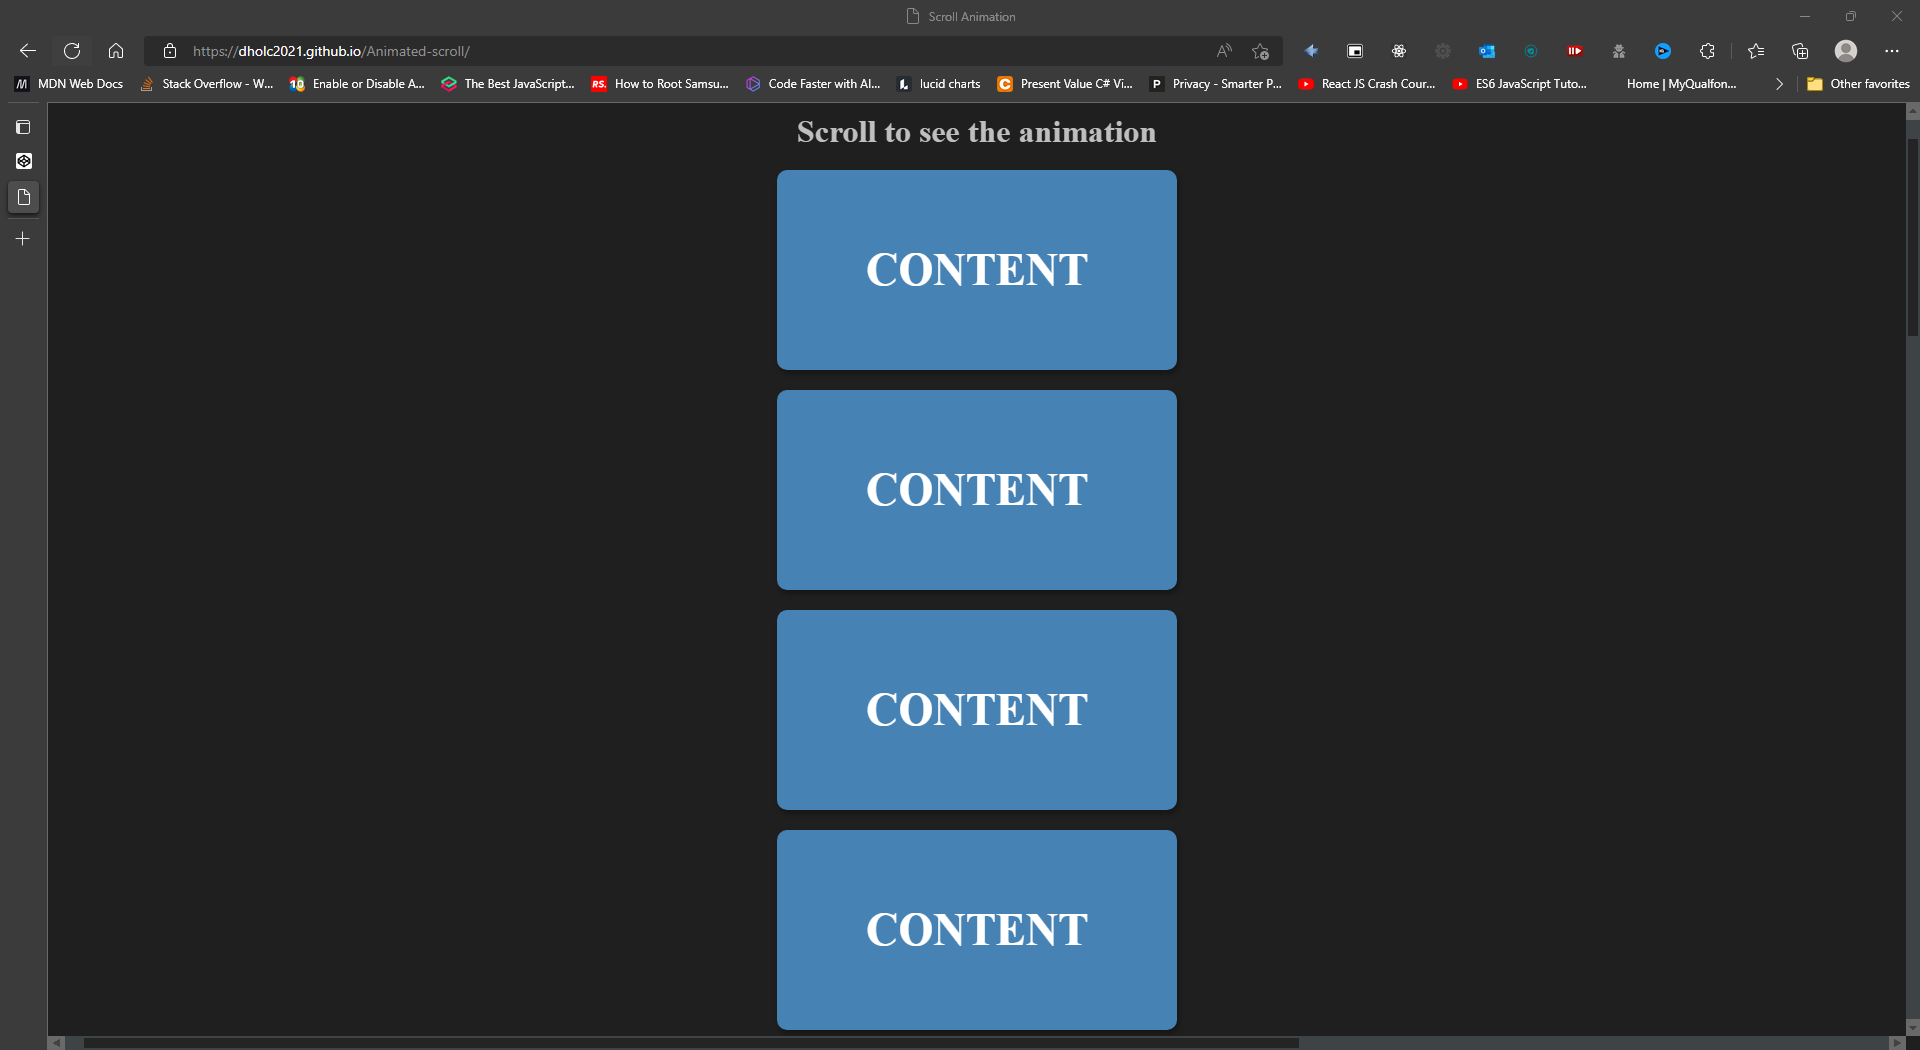 Scroll Animation
https://dholc2021.github.io/Animated-scroll/
MDN Web Docs
Stack Overflow - W...
Enable or Disable A...
The Best JavaScript...
RS. How to Root Samsu...
Code Faster with AI...
lucid charts
C Present Value C# Vi...
P Privacy - Smarter P...
React JS Crash Cour...
ES6 JavaScript Tuto...
Home | MyQualfon...
Other favorites
Scroll to see the animation
CONTENT
CONTENT
CONTENT
CONTENT